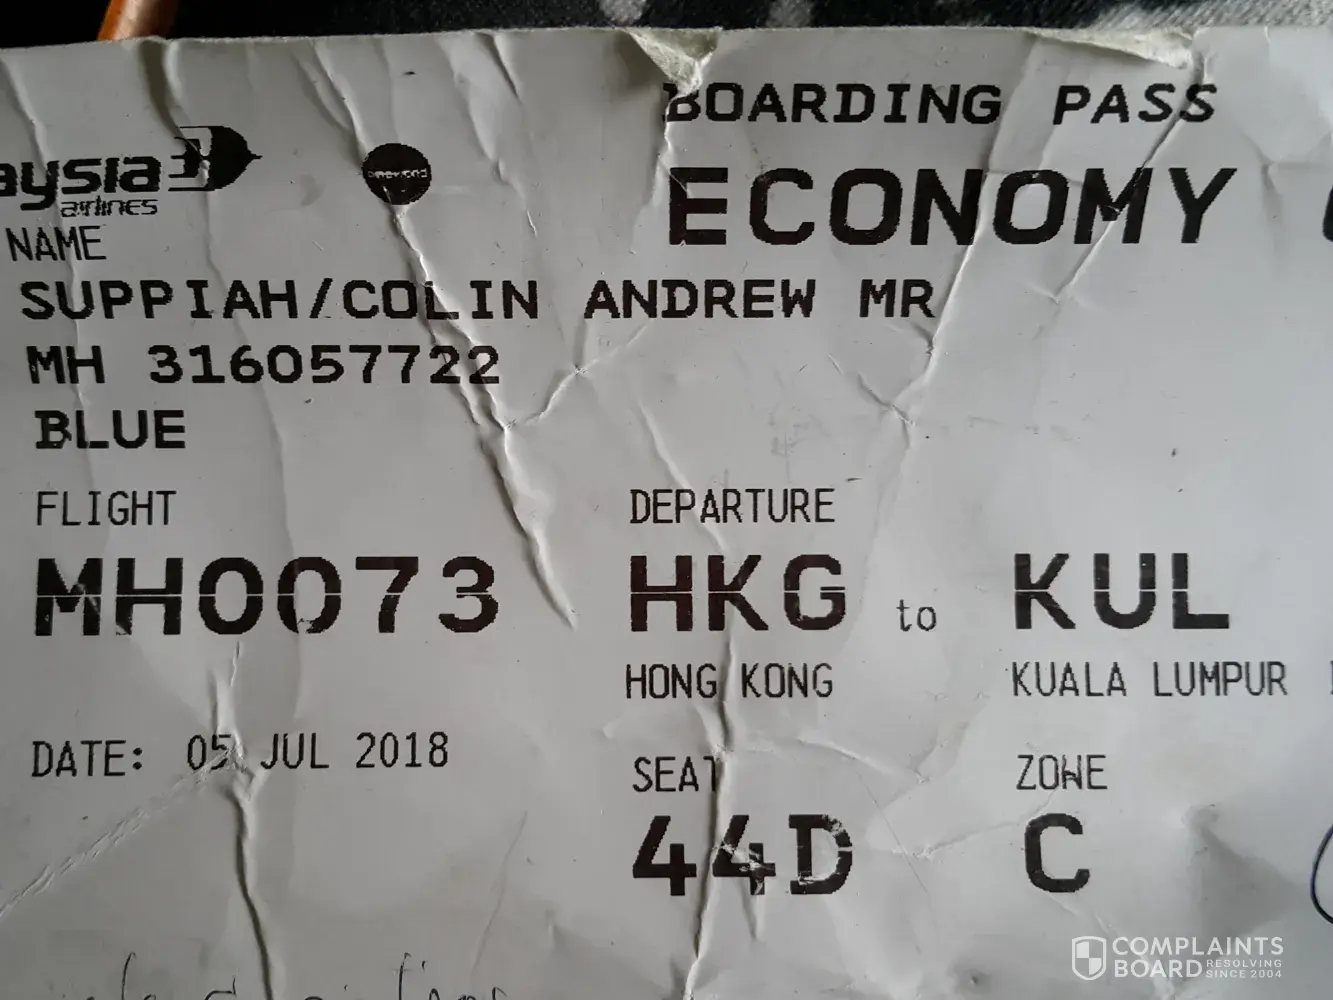 BOARDING PASS
aysia
airlines
ECONOMY
NAME
SUPPIAH/COLIN ANDREW MR
MH 316057722
BLUE
FLIGHT DEPARTURE
MH0073 HKG to KUL
HONG KONG KUALA LUMPUR
DATE: 05 JUL 2018
SEAT ZONE
44D C
COMPLAINTS
BOARD RESOLVING
SINCE 2004